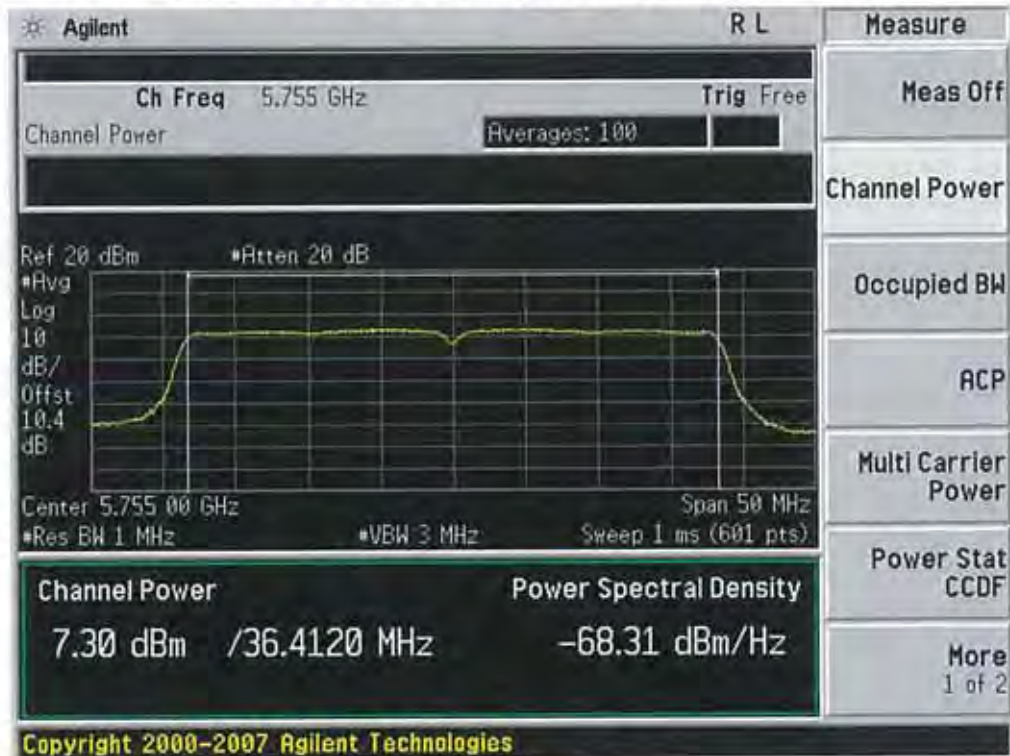 Agilent
R L
Ch Freq 5.755 GHz
Trig Free
Channel Power
Averages: 100
Ref 20 dBm
#Atten 20 dB
#Avg
Log
10
dB/
Offst
10.4
dB
Center 5.755 00 GHz
Span 50 MHz
#Res BW 1 MHz
#VBW 3 MHz
Sweep 1 ms (601 pts)
Channel Power
Power Spectral Density
7.30 dBm /36.4120 MHz
-68.31 dBm/Hz
Copyright 2000-2007 Agilent Technologies
Measure
Meas Off
Channel Power
Occupied BW
ACP
Multi Carrier
Power
Power Stat
CCDF
More
1 of 2